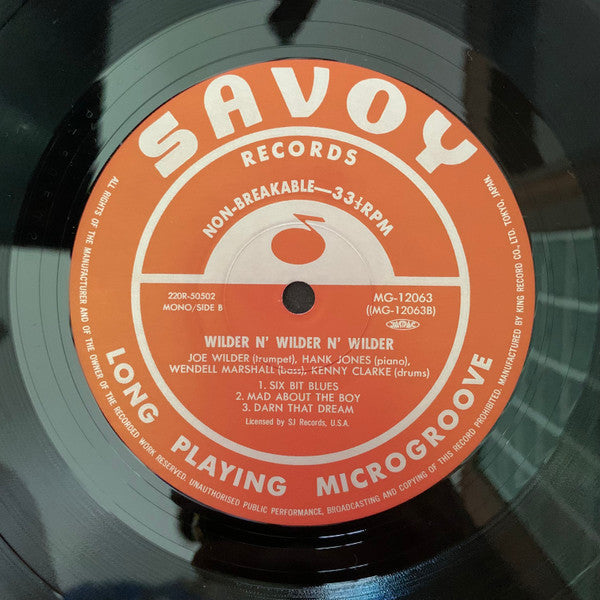 SAVOY
RECORDS
NON-BREAKABLE—33⅓RPM
220R-50502
MONO/SIDE B
MG-12063
((MG-12063B)
JASRAC
WILDER N' WILDER N' WILDER
JOE WILDER (trumpet), HANK JONES (piano),
WENDELL MARSHALL (bass), KENNY CLARKE (drums)
1. SIX BIT BLUES
2. MAD ABOUT THE BOY
3. DARN THAT DREAM
Licensed by SJ Records, U.S.A.
LONG PLAYING MICROGROOVE
ALL RIGHTS OF THE MANUFACTURER AND OF THE OWNER OF THE RECORDED WORK RESERVED. UNAUTHORISED PUBLIC PERFORMANCE, BROADCASTING AND COPYING OF THIS RECORD PROHIBITED. MANUFACTURED BY KING RECORD CO., LTD. TOKYO, JAPAN.